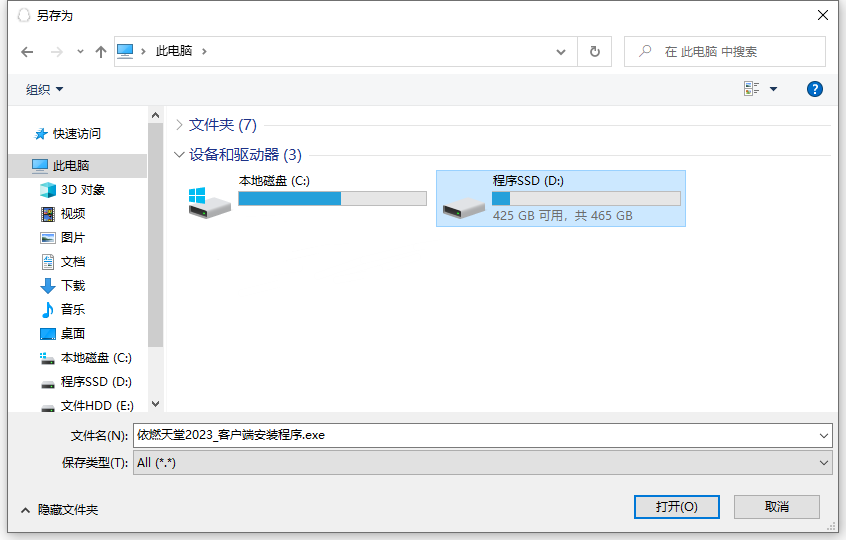 另存为
此电脑
在 此电脑 中搜索
组织
快速访问
此电脑
3D 对象
视频
图片
文档
下载
音乐
桌面
本地磁盘 (C:)
程序SSD (D:)
文件HDD (E:)
文件夹 (7)
设备和驱动器 (3)
本地磁盘 (C:)
程序SSD (D:)
425 GB 可用，共 465 GB
文件名(N):
依燃天堂2023_客户端安装程序.exe
保存类型(T):
All (*.*)
隐藏文件夹
打开(O)
取消